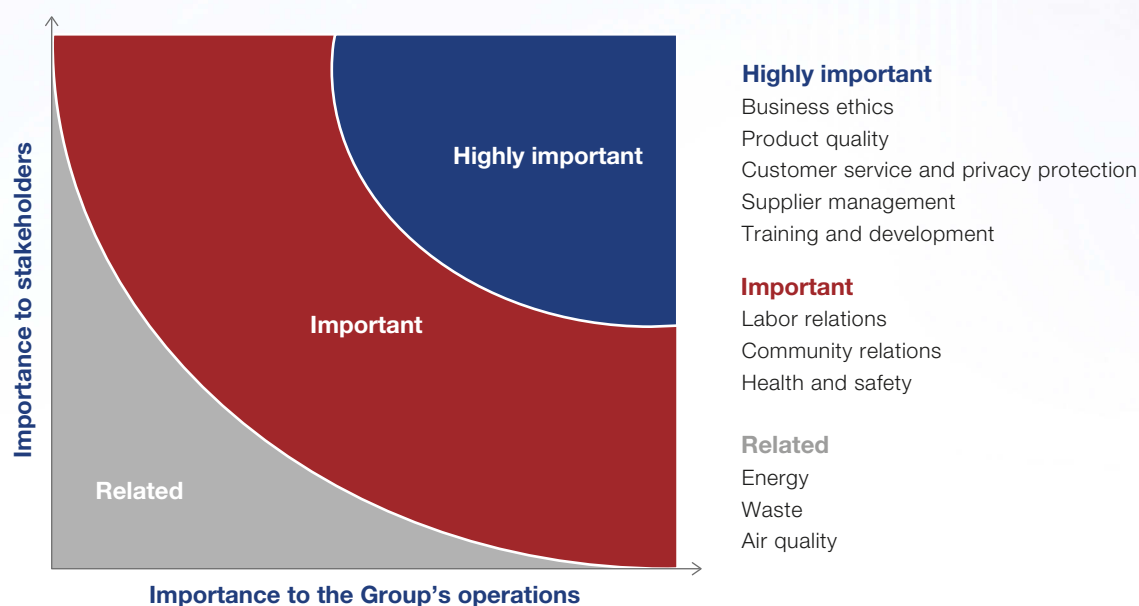 Importance to stakeholders
Highly important
Important
Related
Importance to the Group's operations
Highly important
Business ethics
Product quality
Customer service and privacy protection
Supplier management
Training and development
Important
Labor relations
Community relations
Health and safety
Related
Energy
Waste
Air quality